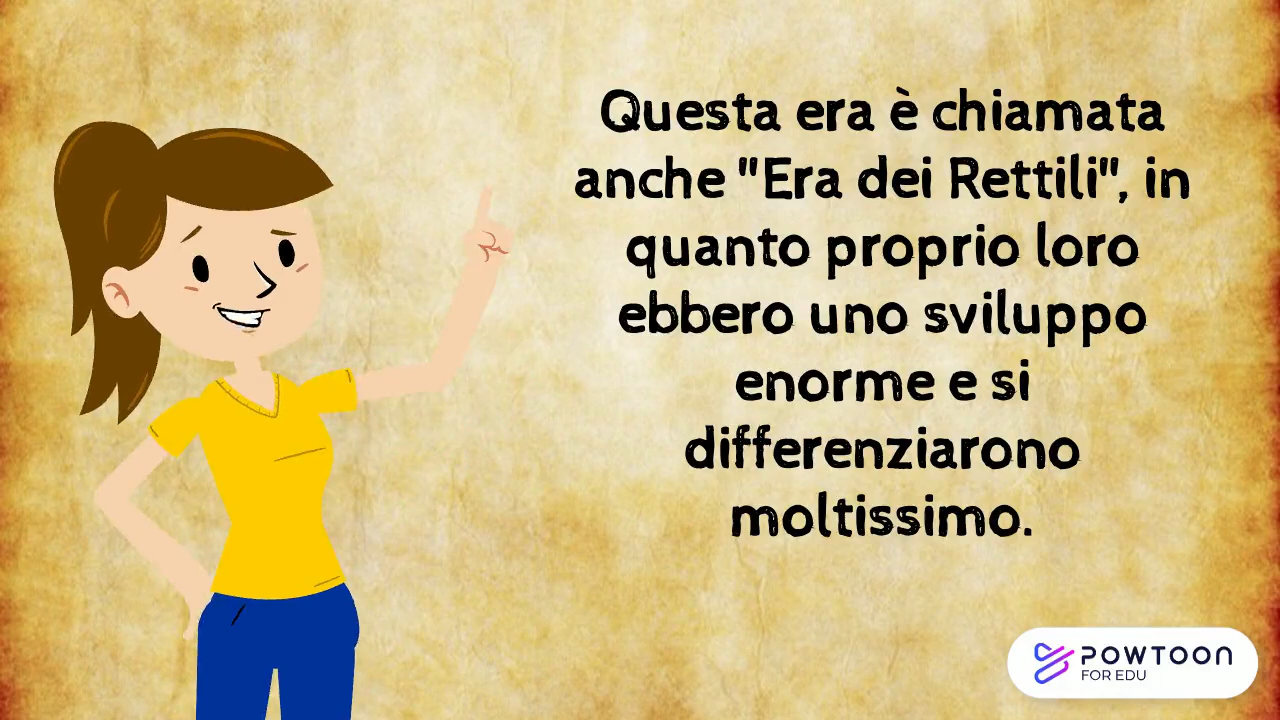 Questa era è chiamata
anche "Era dei Rettili", in
quanto proprio loro
ebbero uno sviluppo
enorme e si
differenziarono
moltissimo.
POWTOON
FOR EDU